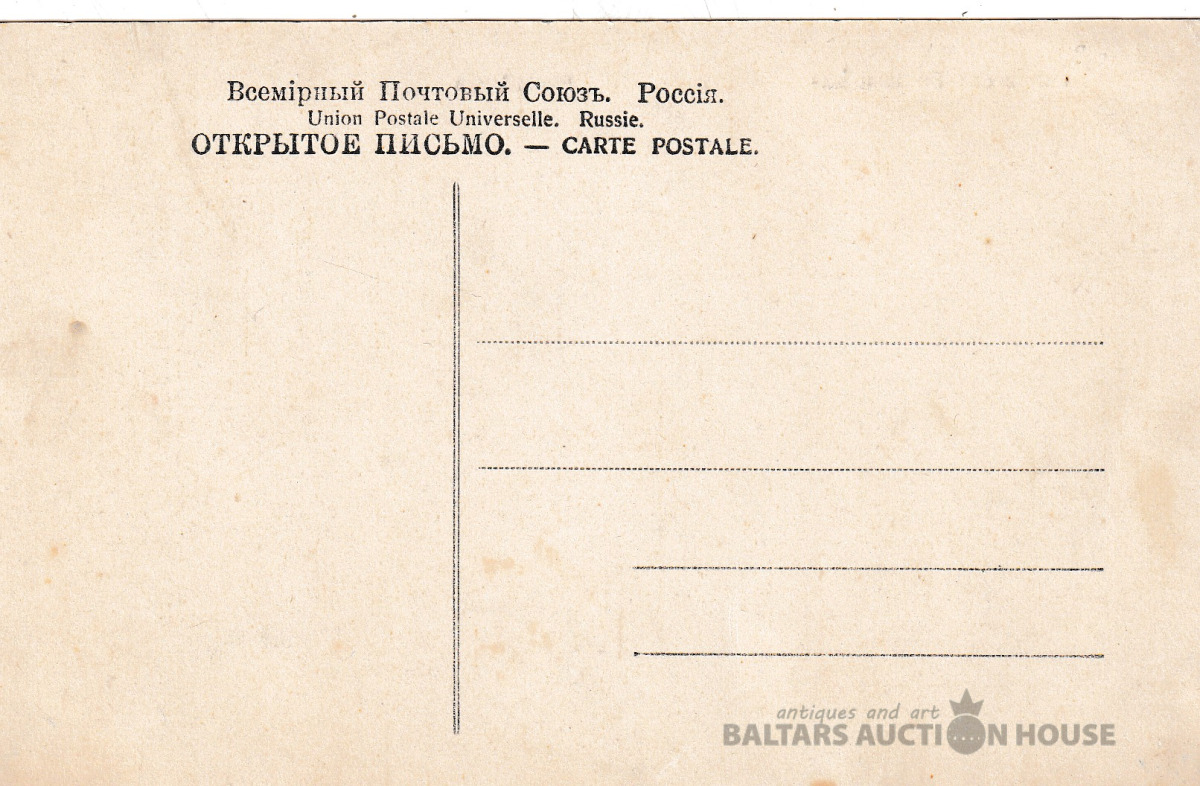 Всемірный Почтовый Союзъ. Россія.
Union Postale Universelle. Russie.
ОТКРЫТОЕ ПИСЬМО. — CARTE POSTALE.
antiques and art
BALTARS AUCTION HOUSE